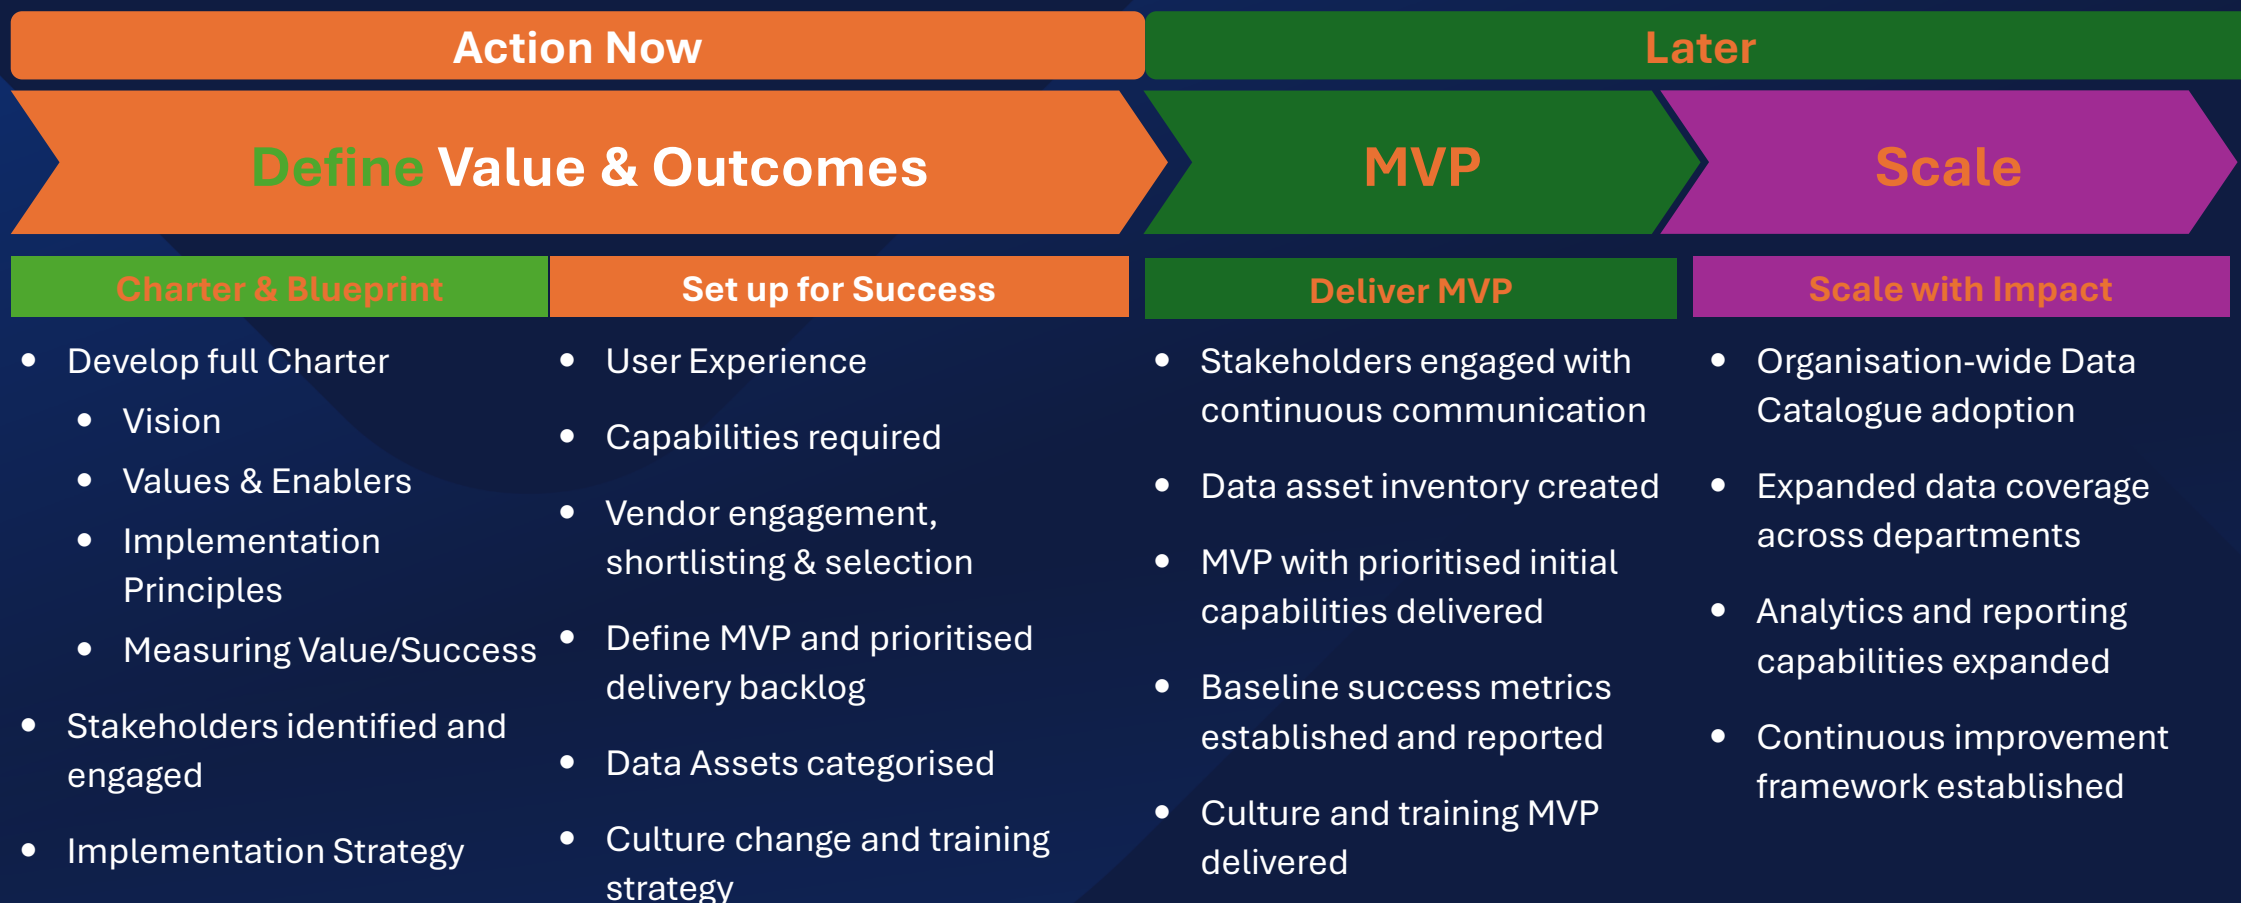 Action Now
Later
Define Value & Outcomes
MVP
Scale
Charter & Blueprint
Set up for Success
Deliver MVP
Scale with Impact
• Develop full Charter
• Vision
• Values & Enablers
• Implementation
Principles
• Measuring Value/Success
• Stakeholders identified and
engaged
• Implementation Strategy
• User Experience
• Capabilities required
• Vendor engagement,
shortlisting & selection
• Define MVP and prioritised
delivery backlog
• Data Assets categorised
• Culture change and training
strategy
• Stakeholders engaged with
continuous communication
• Data asset inventory created
• MVP with prioritised initial
capabilities delivered
• Baseline success metrics
established and reported
• Culture and training MVP
delivered
• Organisation-wide Data
Catalogue adoption
• Expanded data coverage
across departments
• Analytics and reporting
capabilities expanded
• Continuous improvement
framework established